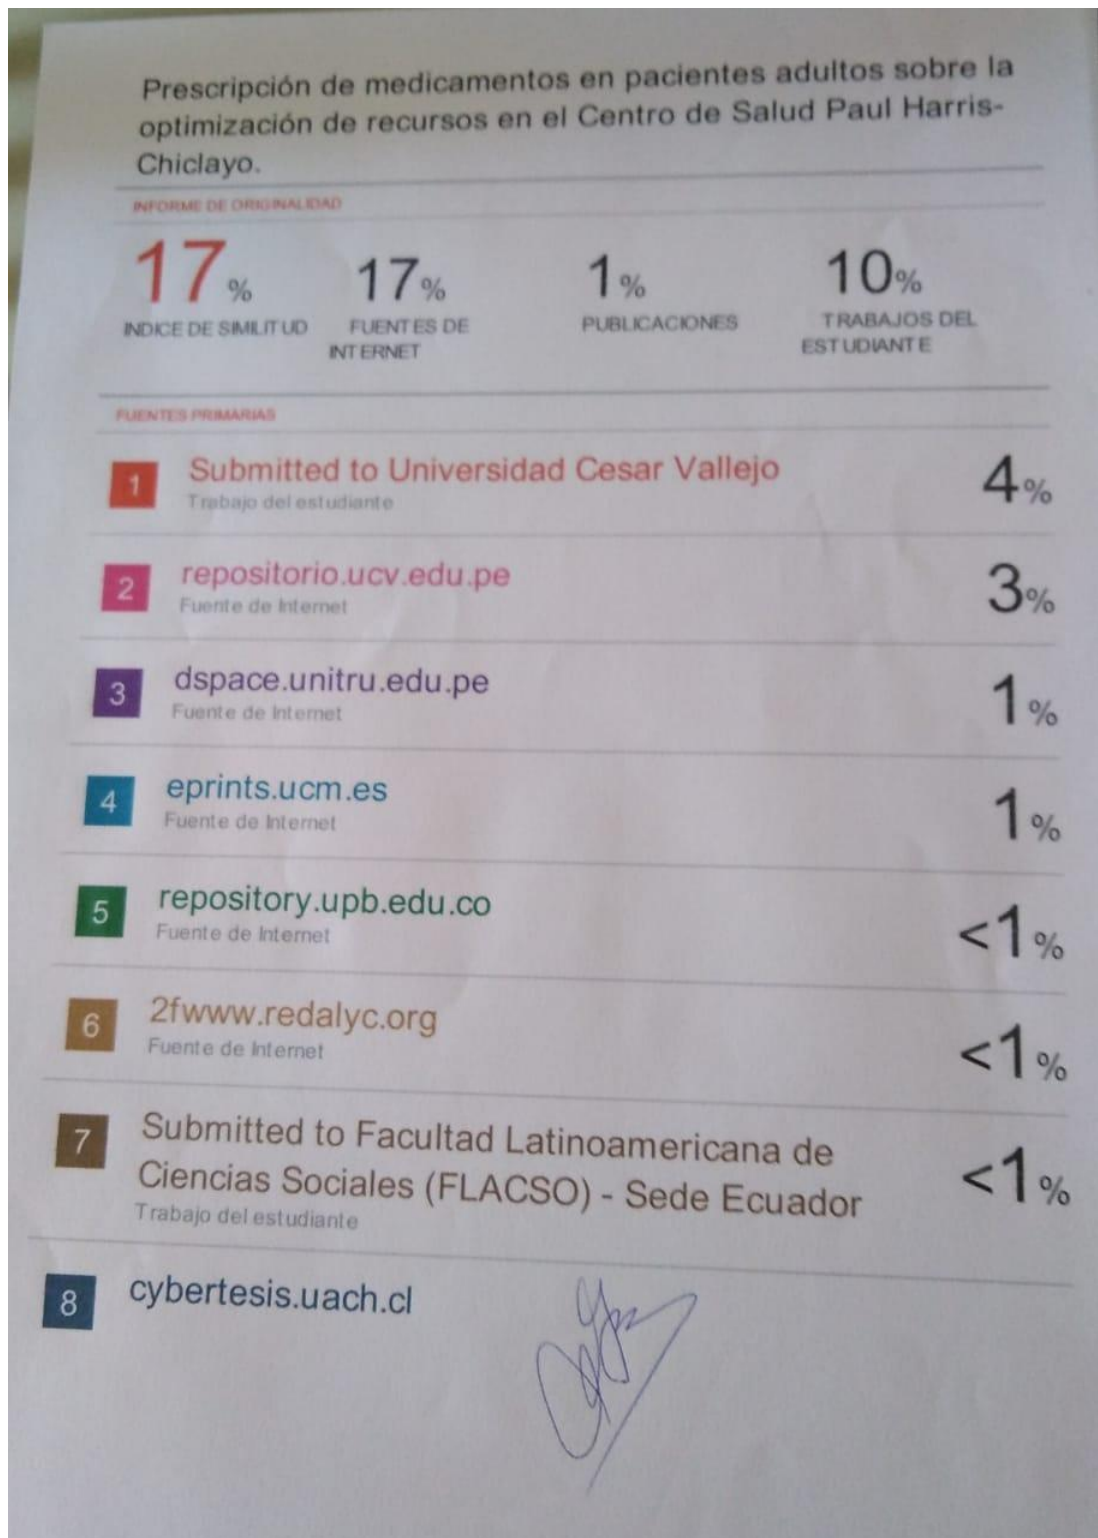 Prescripción de medicamentos en pacientes adultos sobre la
optimización de recursos en el Centro de Salud Paul Harris-
Chiclayo.
INFORME DE ORIGINALIDAD
17% 17% 1% 10%
INDICE DE SIMILITUD FUENTES DE PUBLICACIONES TRABAJOS DEL
INTERNET ESTUDIANTE
FUENTES PRIMARIAS
1 Submitted to Universidad Cesar Vallejo 4%
Trabajo del estudiante
2 repositorio.ucv.edu.pe 3%
Fuente de Internet
3 dspace.unitru.edu.pe 1%
Fuente de Internet
4 eprints.ucm.es 1%
Fuente de Internet
5 repository.upb.edu.co <1%
Fuente de Internet
6 2fwww.redalyc.org <1%
Fuente de Internet
7 Submitted to Facultad Latinoamericana de
Ciencias Sociales (FLACSO) - Sede Ecuador <1%
Trabajo del estudiante
8 cybertesis.uach.cl